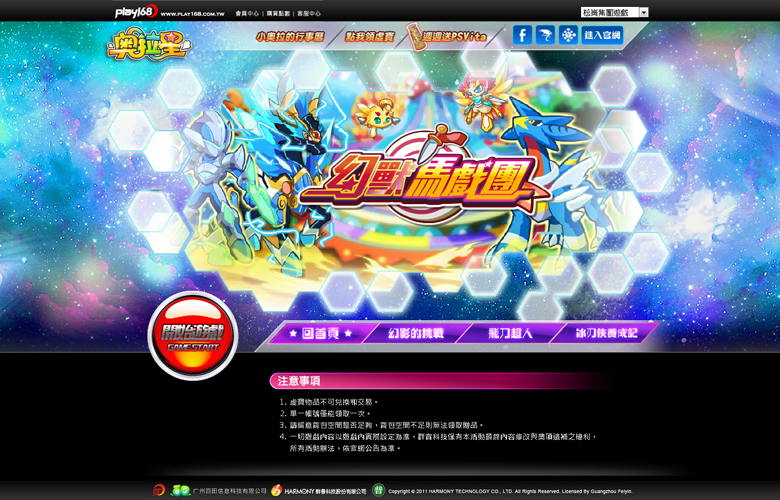 play168 WWW.PLAY168.COM.TW 會員中心 | 購買點數 | 客服中心
松崗集團遊戲
奧拉星
小奧拉的行事曆
點我領虛寶
週週送PSVita
進入官網
幻獸馬戲團
開始遊戲
GAME START
★ 回首頁 ★
幻影的挑戰
飛刀超人
冰刃俠養成記
注意事項
1. 虛寶物品不可兌換和交易。
2. 單一帳號僅能領取一次。
3. 請留意背包空間是否足夠，背包空間不足則無法領取贈品。
4. 一切遊戲內容以遊戲內實際設定為準，群睿科技保有本活動最終內容修改與獎項遞補之權利，
所有活動辦法，依官網公告為準。
广州百田信息科技有限公司 HARMONY 群睿科技股份有限公司 Copyright © 2011 HARMONY TECHNOLOGY CO., LTD. All Rights Reserved. Licensed By Guangzhou Feiyin.